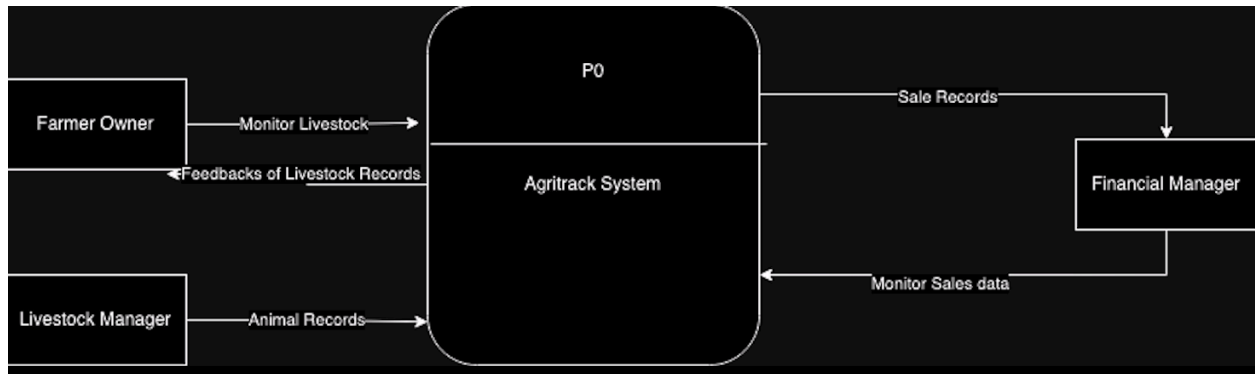 P0
Sale Records
Farmer Owner
Monitor Livestock
Feedbacks of Livestock Records
Agritrack System
Financial Manager
Monitor Sales data
Livestock Manager
Animal Records